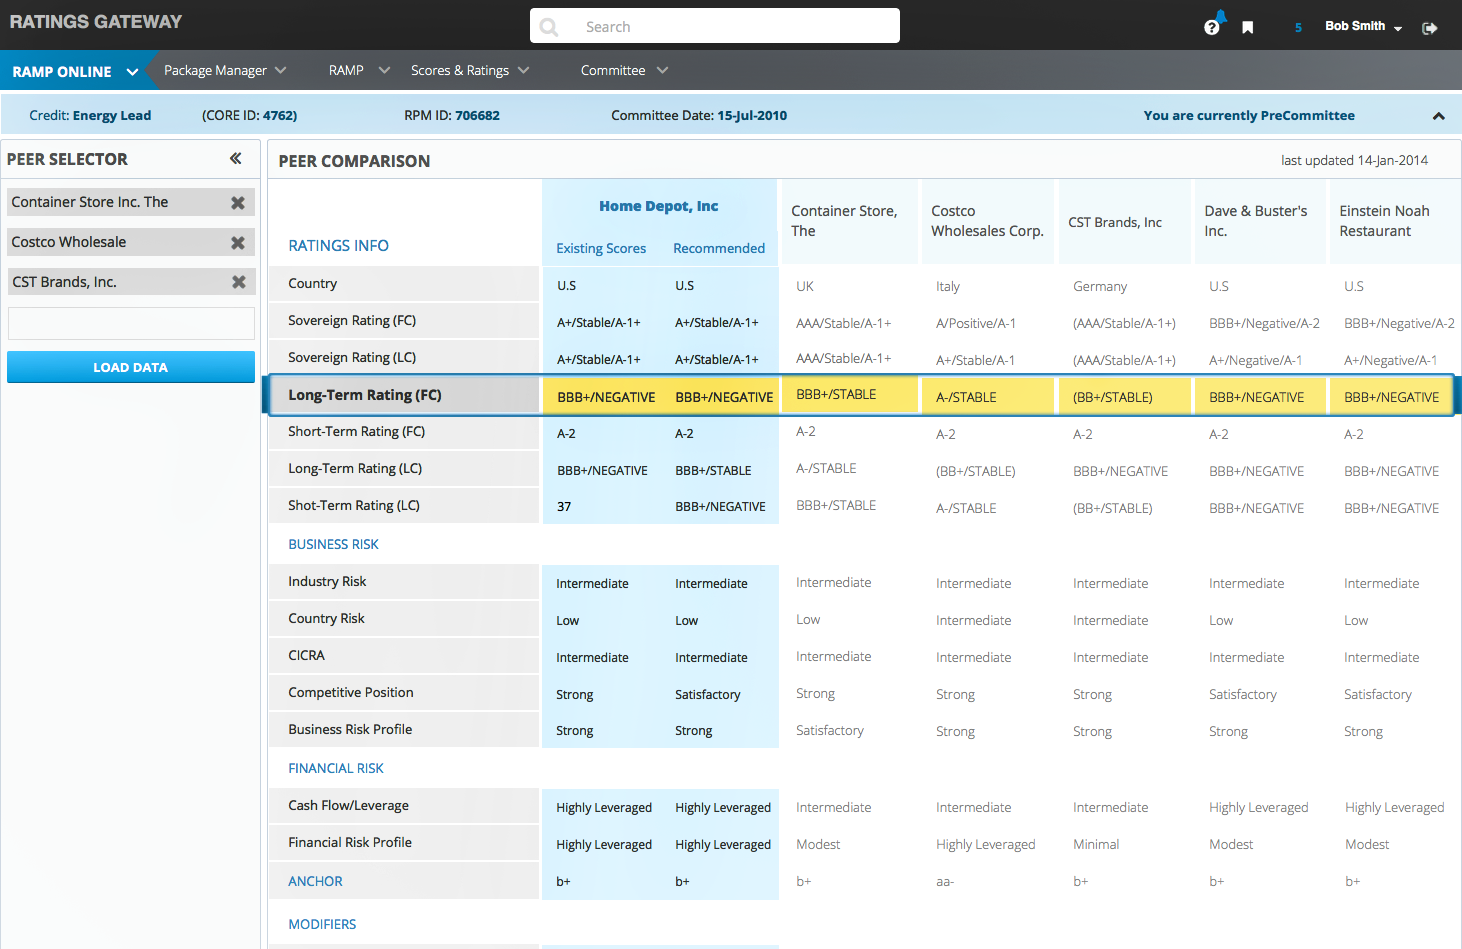 RATINGS GATEWAY
Search
5
Bob Smith
RAMP ONLINE
Package Manager
RAMP
Scores & Ratings
Committee
Credit: Energy Lead (CORE ID: 4762) RPM ID: 706682 Committee Date: 15-Jul-2010 You are currently PreCommittee
PEER SELECTOR
Container Store Inc. The
Costco Wholesale
CST Brands, Inc.
LOAD DATA
PEER COMPARISON last updated 14-Jan-2014
Home Depot, Inc
Container Store, The
Costco Wholesales Corp.
CST Brands, Inc
Dave & Buster's Inc.
Einstein Noah Restaurant
RATINGS INFO Existing Scores Recommended
Country U.S U.S UK Italy Germany U.S U.S
Sovereign Rating (FC) A+/Stable/A-1+ A+/Stable/A-1+ AAA/Stable/A-1+ A/Positive/A-1 (AAA/Stable/A-1+) BBB+/Negative/A-2 BBB+/Negative/A-2
Sovereign Rating (LC) A+/Stable/A-1+ A+/Stable/A-1+ AAA/Stable/A-1+ A+/Stable/A-1 (AAA/Stable/A-1+) A+/Negative/A-1 A+/Negative/A-1
Long-Term Rating (FC) BBB+/NEGATIVE BBB+/NEGATIVE BBB+/STABLE A-/STABLE (BB+/STABLE) BBB+/NEGATIVE BBB+/NEGATIVE
Short-Term Rating (FC) A-2 A-2 A-2 A-2 A-2 A-2 A-2
Long-Term Rating (LC) BBB+/NEGATIVE BBB+/STABLE A-/STABLE (BB+/STABLE) BBB+/NEGATIVE BBB+/NEGATIVE BBB+/NEGATIVE
Shot-Term Rating (LC) 37 BBB+/NEGATIVE BBB+/STABLE A-/STABLE (BB+/STABLE) BBB+/NEGATIVE BBB+/NEGATIVE
BUSINESS RISK
Industry Risk Intermediate Intermediate Intermediate Intermediate Intermediate Intermediate Intermediate
Country Risk Low Low Low Intermediate Intermediate Low Low
CICRA Intermediate Intermediate Intermediate Intermediate Intermediate Intermediate Intermediate
Competitive Position Strong Satisfactory Strong Strong Strong Satisfactory Satisfactory
Business Risk Profile Strong Strong Satisfactory Strong Strong Strong Strong
FINANCIAL RISK
Cash Flow/Leverage Highly Leveraged Highly Leveraged Intermediate Intermediate Intermediate Highly Leveraged Highly Leveraged
Financial Risk Profile Highly Leveraged Highly Leveraged Modest Highly Leveraged Minimal Modest Modest
ANCHOR b+ b+ b+ aa- b+ b+ b+
MODIFIERS